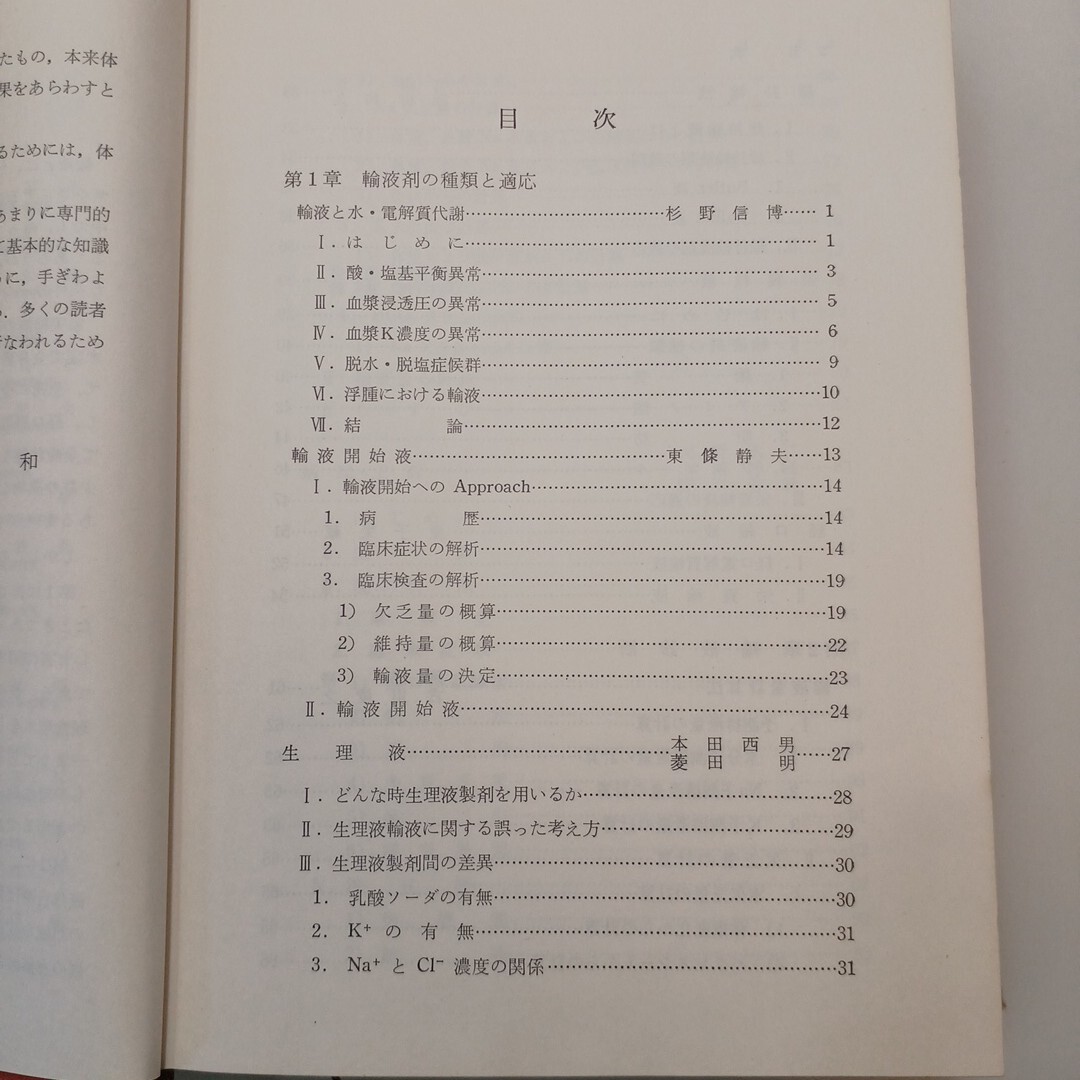 たもの，本来体
果をあらわすと
るためには，体
あまりに専門的
て基本的な知識
うに，手ぎわよ
．多くの読者
なわれるため
和
目　次
第1章　輸液剤の種類と適応
輸液と水・電解質代謝……………………………杉野信博……1
Ⅰ．はじめに……………………………1
Ⅱ．酸・塩基平衡異常……………………………3
Ⅲ．血漿浸透圧の異常……………………………5
Ⅳ．血漿K濃度の異常……………………………6
Ⅴ．脱水・脱塩症候群……………………………9
Ⅵ．浮腫における輸液……………………………10
Ⅶ．結　論……………………………12
輸液開始液……………………………東條静夫……13
Ⅰ．輸液開始への Approach……………………………14
1．病　歴……………………………14
2．臨床症状の解析……………………………14
3．臨床検査の解析……………………………19
1）欠乏量の概算……………………………19
2）維持量の概算……………………………22
3）輸液量の決定……………………………23
Ⅱ．輸液開始液……………………………24
生理液……………………………本田西男　菱田明……27
Ⅰ．どんな時生理液製剤を用いるか……………………………28
Ⅱ．生理液輸液に関する誤った考え方……………………………29
Ⅲ．生理液製剤間の差異……………………………30
1．乳酸ソーダの有無……………………………30
2．K⁺の有無……………………………31
3．Na⁺とCl⁻濃度の関係……………………………31